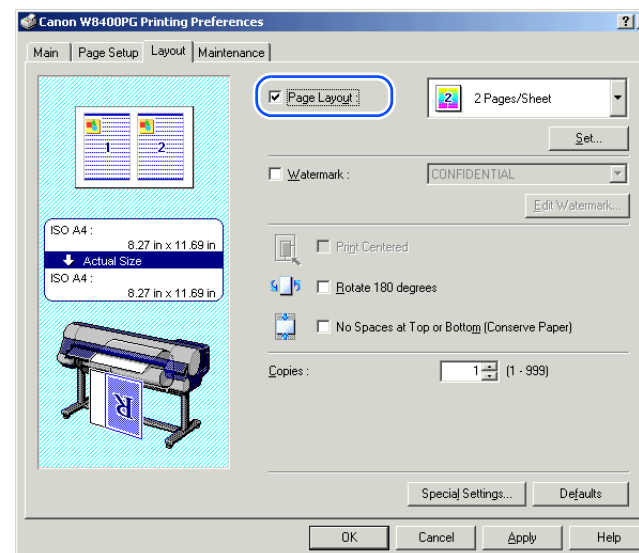 Canon W8400PG Printing Preferences
Main Page Setup Layout Maintenance
Page Layout : 2 2 Pages/Sheet
Set...
1 2
Watermark : CONFIDENTIAL
Edit Watermark...
ISO A4 :
8.27 in x 11.69 in
Actual Size
ISO A4 :
8.27 in x 11.69 in
Print Centered
Rotate 180 degrees
No Spaces at Top or Bottom (Conserve Paper)
Copies : 1 (1 - 999)
R
Special Settings... Defaults
OK Cancel Apply Help